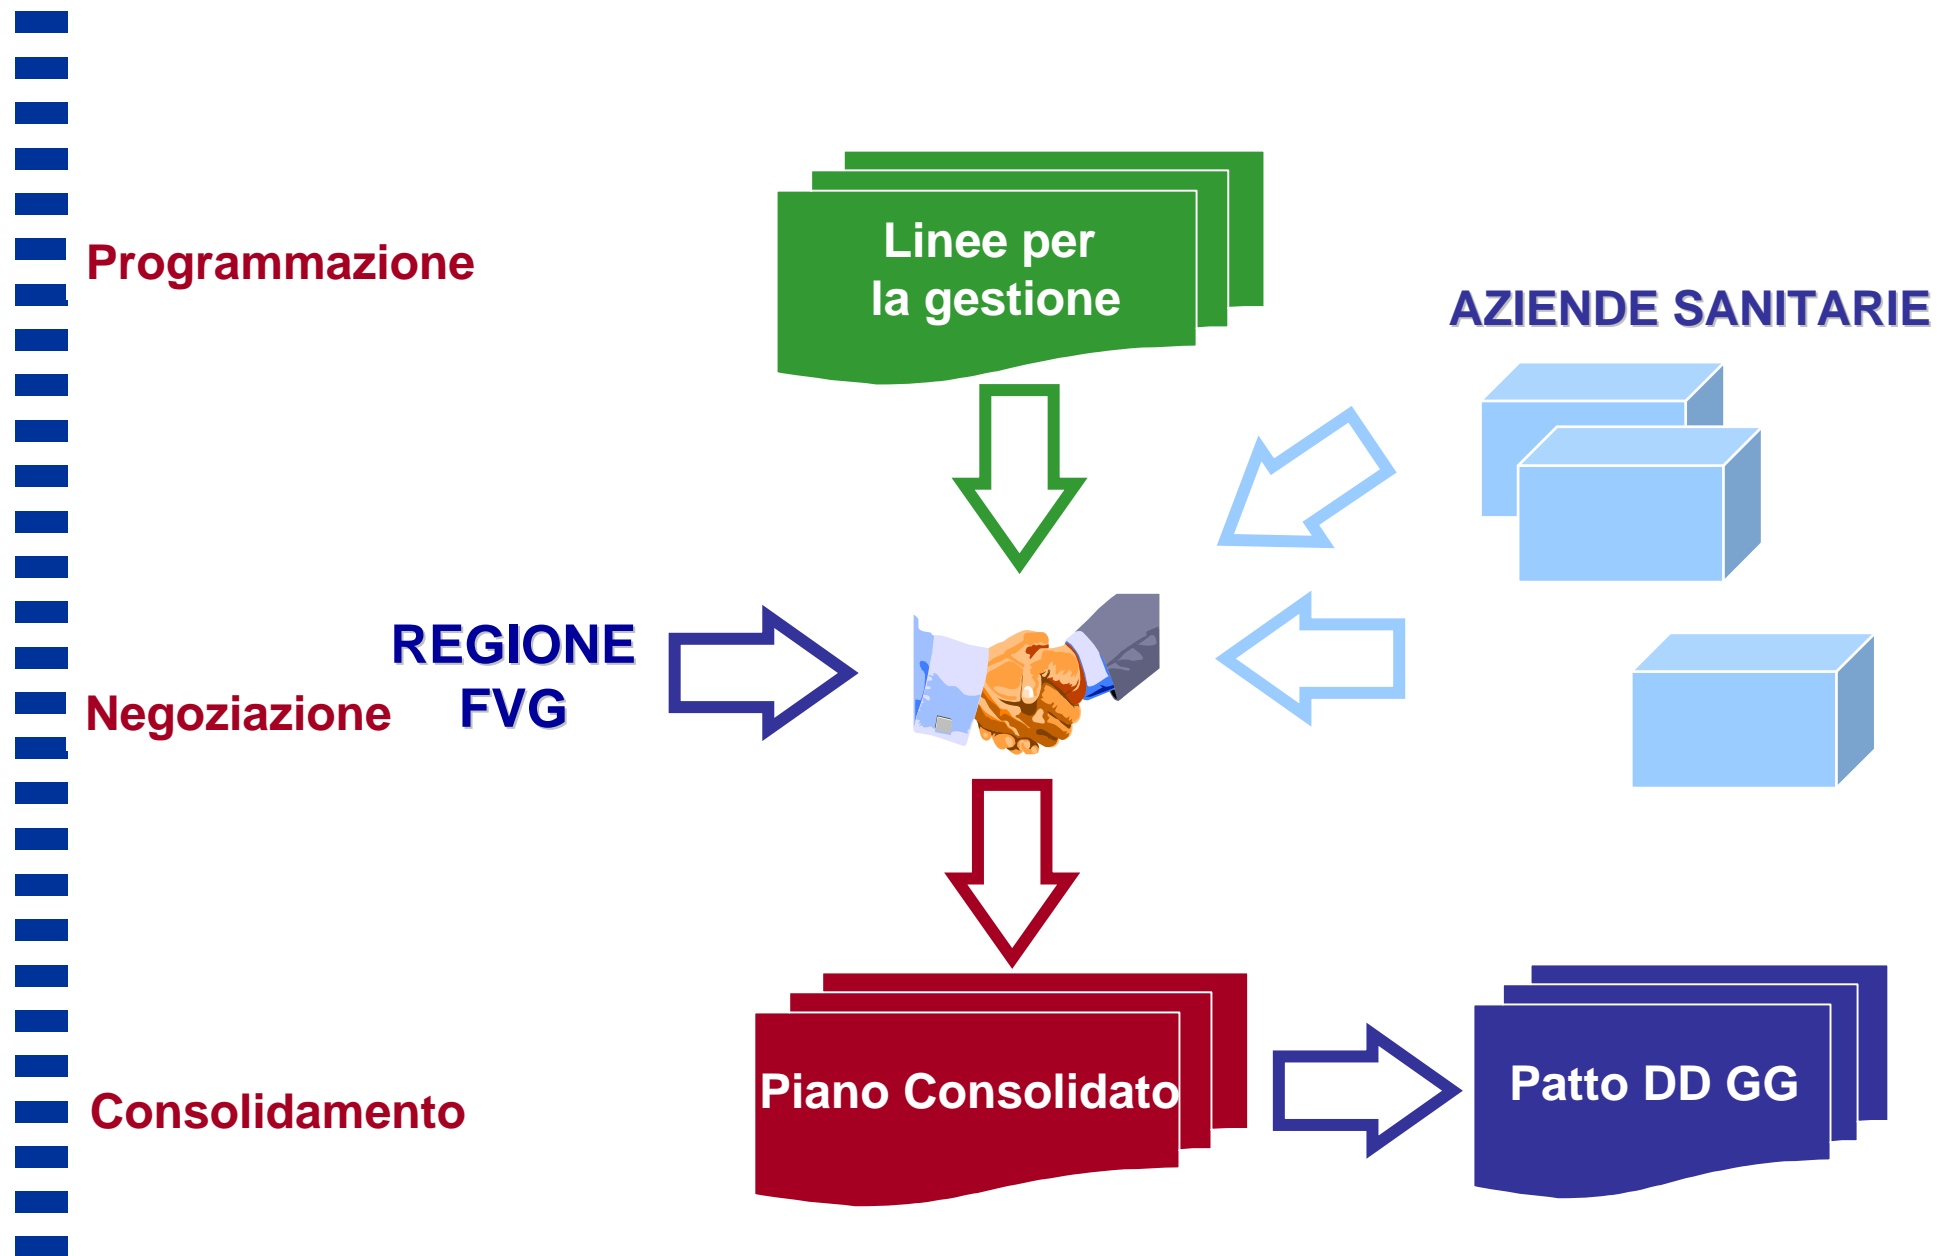 Linee per
la gestione
Programmazione
AZIENDE SANITARIE
REGIONE
FVG
Negoziazione
Piano Consolidato
Patto DD GG
Consolidamento